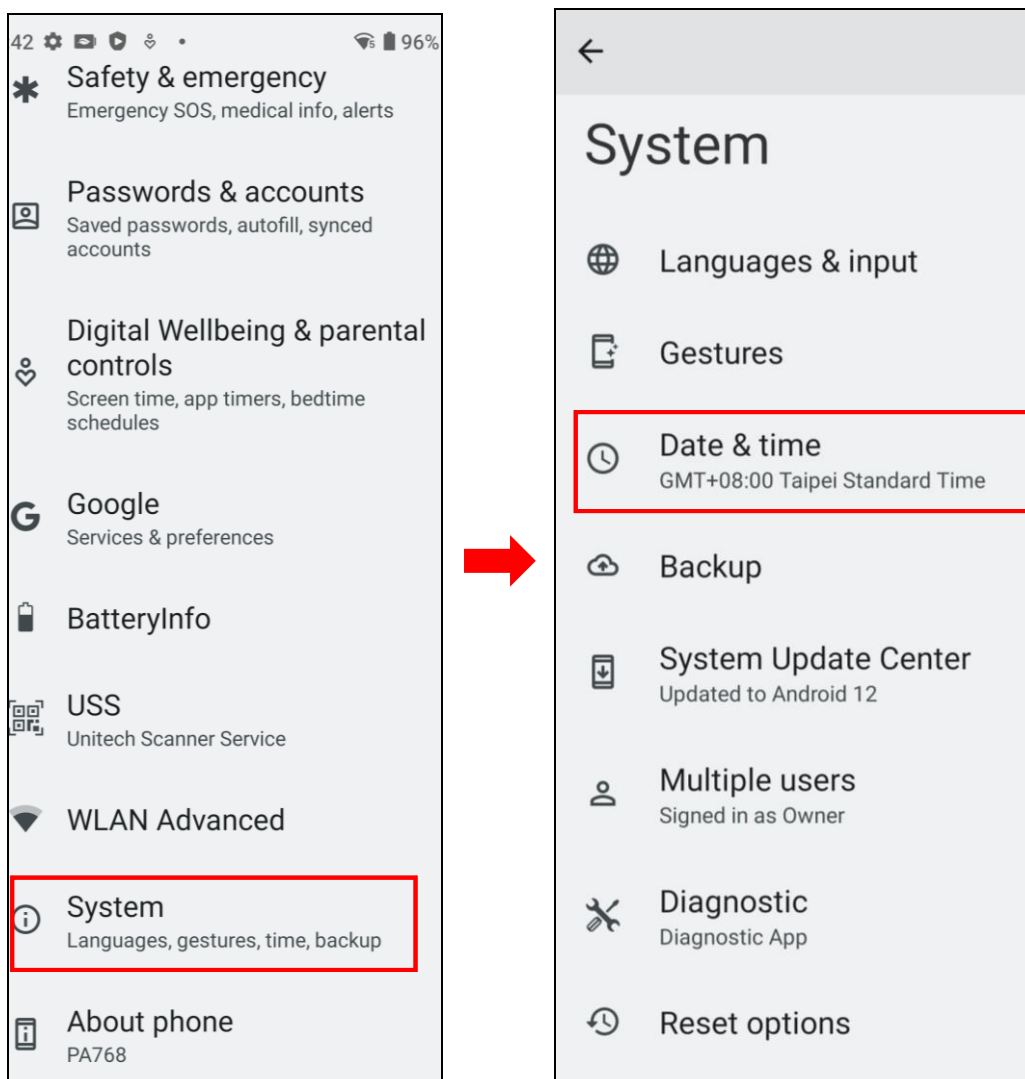 42
96%
Safety & emergency
Emergency SOS, medical info, alerts
Passwords & accounts
Saved passwords, autofill, synced
accounts
Digital Wellbeing & parental
controls
Screen time, app timers, bedtime
schedules
Google
Services & preferences
BatteryInfo
USS
Unitech Scanner Service
WLAN Advanced
System
Languages, gestures, time, backup
About phone
PA768
System
Languages & input
Gestures
Date & time
GMT+08:00 Taipei Standard Time
Backup
System Update Center
Updated to Android 12
Multiple users
Signed in as Owner
Diagnostic
Diagnostic App
Reset options